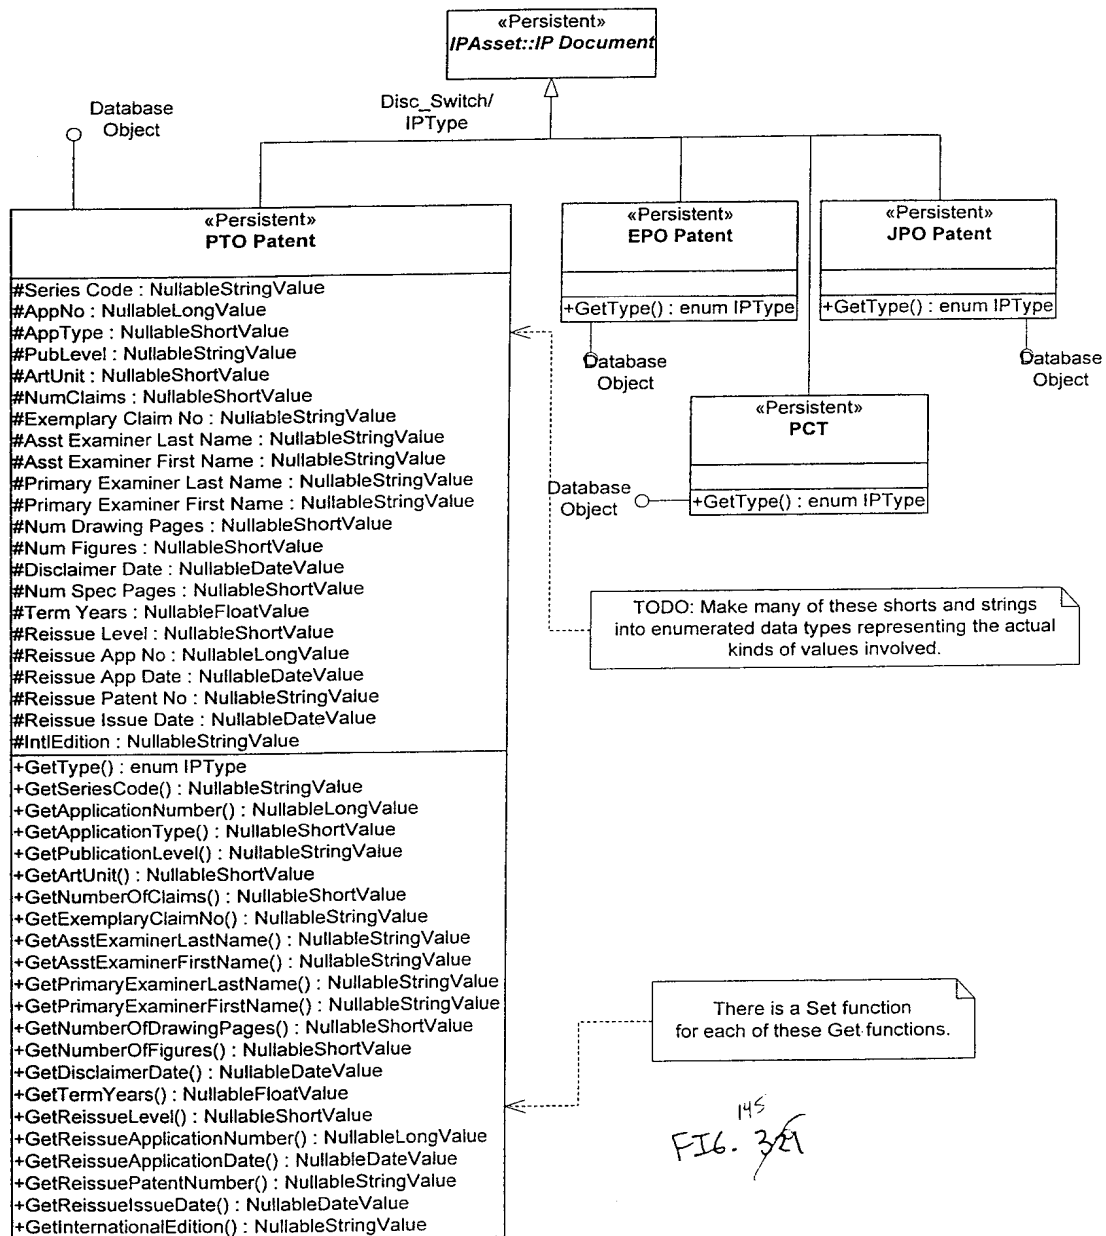 «Persistent»
IPAsset::IP Document
Disc_Switch/
IPType
Database
Object
«Persistent»
PTO Patent
#Series Code : NullableStringValue
#AppNo : NullableLongValue
#AppType : NullableShortValue
#PubLevel : NullableStringValue
#ArtUnit : NullableShortValue
#NumClaims : NullableShortValue
#Exemplary Claim No : NullableStringValue
#Asst Examiner Last Name : NullableStringValue
#Asst Examiner First Name : NullableStringValue
#Primary Examiner Last Name : NullableStringValue
#Primary Examiner First Name : NullableStringValue
#Num Drawing Pages : NullableShortValue
#Num Figures : NullableShortValue
#Disclaimer Date : NullableDateValue
#Num Spec Pages : NullableShortValue
#Term Years : NullableFloatValue
#Reissue Level : NullableShortValue
#Reissue App No : NullableLongValue
#Reissue App Date : NullableDateValue
#Reissue Patent No : NullableStringValue
#Reissue Issue Date : NullableDateValue
#IntlEdition : NullableStringValue
+GetType() : enum IPType
+GetSeriesCode() : NullableStringValue
+GetApplicationNumber() : NullableLongValue
+GetApplicationType() : NullableShortValue
+GetPublicationLevel() : NullableStringValue
+GetArtUnit() : NullableShortValue
+GetNumberOfClaims() : NullableShortValue
+GetExemplaryClaimNo() : NullableStringValue
+GetAsstExaminerLastName() : NullableStringValue
+GetAsstExaminerFirstName() : NullableStringValue
+GetPrimaryExaminerLastName() : NullableStringValue
+GetPrimaryExaminerFirstName() : NullableStringValue
+GetNumberOfDrawingPages() : NullableShortValue
+GetNumberOfFigures() : NullableShortValue
+GetDisclaimerDate() : NullableDateValue
+GetTermYears() : NullableFloatValue
+GetReissueLevel() : NullableShortValue
+GetReissueApplicationNumber() : NullableLongValue
+GetReissueApplicationDate() : NullableDateValue
+GetReissuePatentNumber() : NullableStringValue
+GetReissueIssueDate() : NullableDateValue
+GetInternationalEdition() : NullableStringValue
«Persistent»
EPO Patent
+GetType() : enum IPType
Database
Object
«Persistent»
JPO Patent
+GetType() : enum IPType
Database
Object
«Persistent»
PCT
+GetType() : enum IPType
Database
Object
TODO: Make many of these shorts and strings
into enumerated data types representing the actual
kinds of values involved.
There is a Set function
for each of these Get functions.
145
FIG.